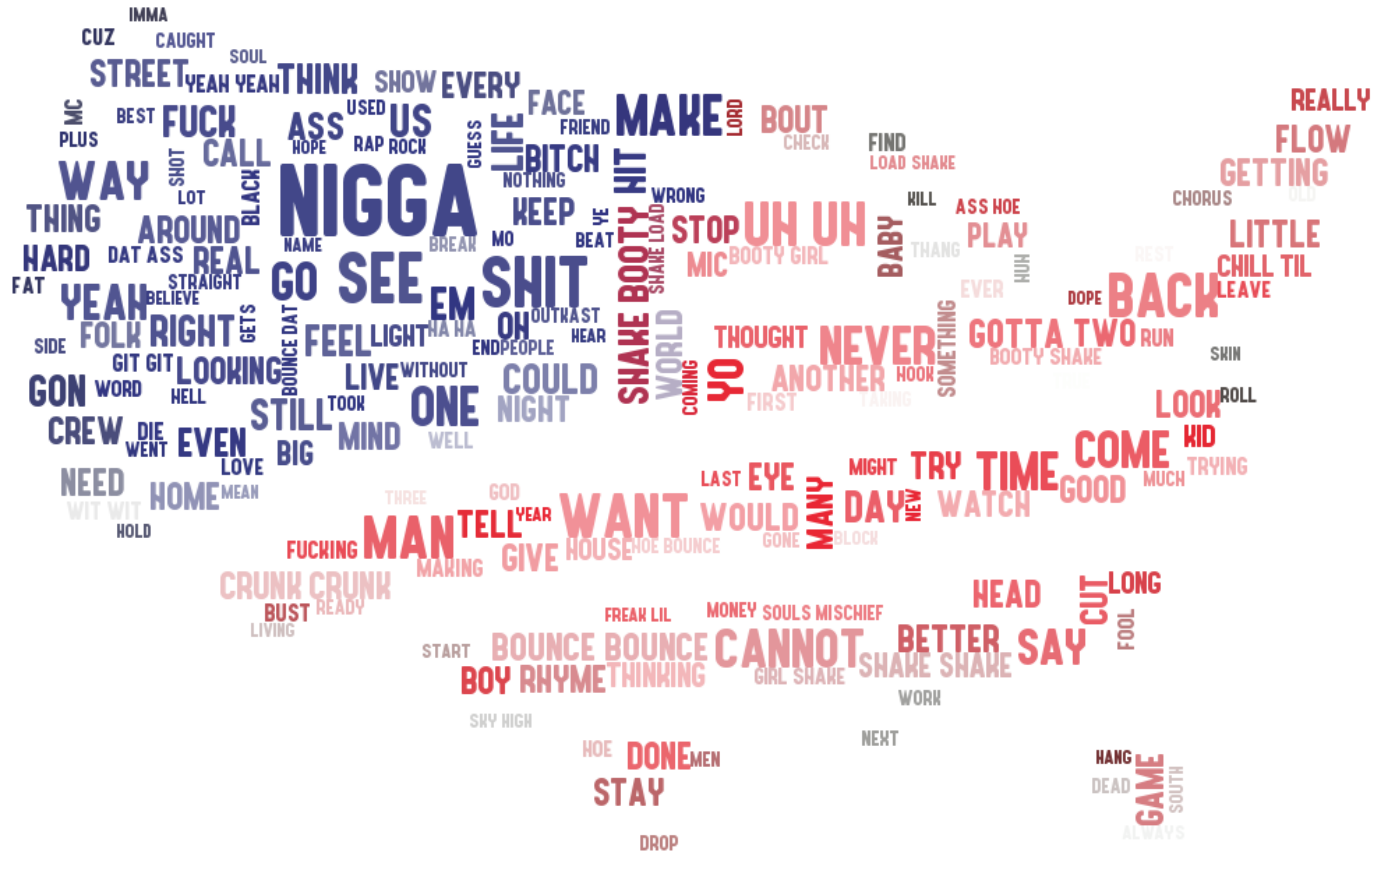 IMMA
CUZ
CAUGHT
SOUL
STREET
YEAH YEAH
THINK
SHOW
EVERY
REALLY
MC
BEST
FUCK
ASS
USED
US
FACE
FRIEND
MAKE
LORD
BOUT
CHECK
FIND
FLOW
PLUS
SHOT
CALL
HOPE
RAP
ROCK
GUESS
LIFE
BITCH
HIT
LOAD SHAKE
GETTING
WAY
LOT
BLACK
NIGGA
NOTHING
WRONG
KILL
ASS HOE
CHORUS
OLD
THING
AROUND
NAME
BREAK
KEEP
MO
YE
BEAT
SHAKE BOOTY
SHAKE LOAD
STOP
UH UH
BABY
THANG
PLAY
HUH
REST
LITTLE
HARD
DAT ASS
REAL
MIC
BOOTY GIRL
CHILL TIL
FAT
STRAIGHT
GO
SEE
SHIT
EVER
DOPE
BACK
LEAVE
YEAH
BELIEVE
EM
OUTKAST
FOLK
RIGHT
GETS
BOUNCE DAT
FEEL
LIGHT
HA HA
OH
HEAR
WORLD
THOUGHT
NEVER
SOMETHING
GOTTA
TWO
RUN
SIDE
END
PEOPLE
BOOTY SHAKE
SKIN
GIT GIT
LOOKING
LIVE
WITHOUT
COULD
COMING
YO
ANOTHER
HOOK
GON
WORD
HELL
TOOK
ONE
NIGHT
FIRST
TAKING
LOOK
ROLL
CREW
DIE
WENT
EVEN
STILL
BIG
MIND
WELL
COME
KID
LOVE
LAST
EYE
MIGHT
TRY
TIME
MUCH
TRYING
NEED
HOME
MEAN
THREE
GOD
MANY
DAY
NEW
GOOD
WIT WIT
HOLD
MAN
TELL
YEAR
WANT
WOULD
WATCH
FUCKING
MAKING
GIVE
HOUSE
HOE BOUNCE
GONE
BLOCK
CRUNK CRUNK
BUST
READY
LIVING
FREAK
LIL
MONEY
SOULS MISCHIEF
HEAD
CUT
LONG
START
BOUNCE BOUNCE
CANNOT
BETTER
SAY
FOOL
BOY
RHYME
THINKING
GIRL SHAKE
SHAKE SHAKE
WORK
SKY HIGH
NEXT
HOE
DONE
MEN
HANG
STAY
DEAD
GAME
SOUTH
ALWAYS
DROP